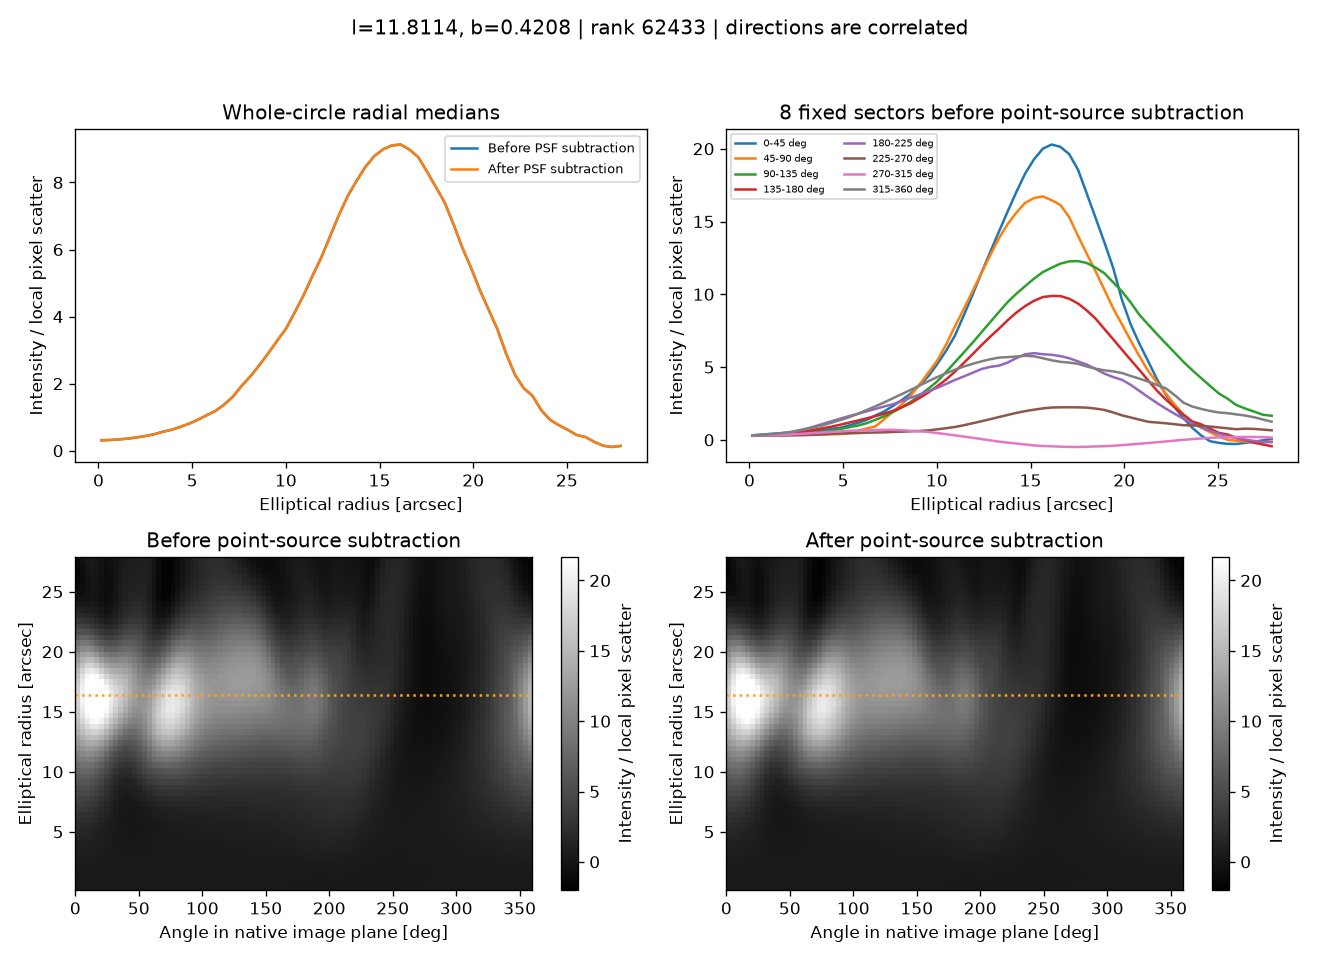 l=11.8114, b=0.4208 | rank 62433 | directions are correlated
Whole-circle radial medians
Before PSF subtraction
After PSF subtraction
Intensity / local pixel scatter
8
6
4
2
0
0 5 10 15 20 25
Elliptical radius [arcsec]
8 fixed sectors before point-source subtraction
0-45 deg 180-225 deg
45-90 deg 225-270 deg
90-135 deg 270-315 deg
135-180 deg 315-360 deg
Intensity / local pixel scatter
20
15
10
5
0
0 5 10 15 20 25
Elliptical radius [arcsec]
Before point-source subtraction
Elliptical radius [arcsec]
25
20
15
10
5
0 50 100 150 200 250 300 350
Angle in native image plane [deg]
20
15
10
5
0
Intensity / local pixel scatter
After point-source subtraction
Elliptical radius [arcsec]
25
20
15
10
5
0 50 100 150 200 250 300 350
Angle in native image plane [deg]
20
15
10
5
0
Intensity / local pixel scatter